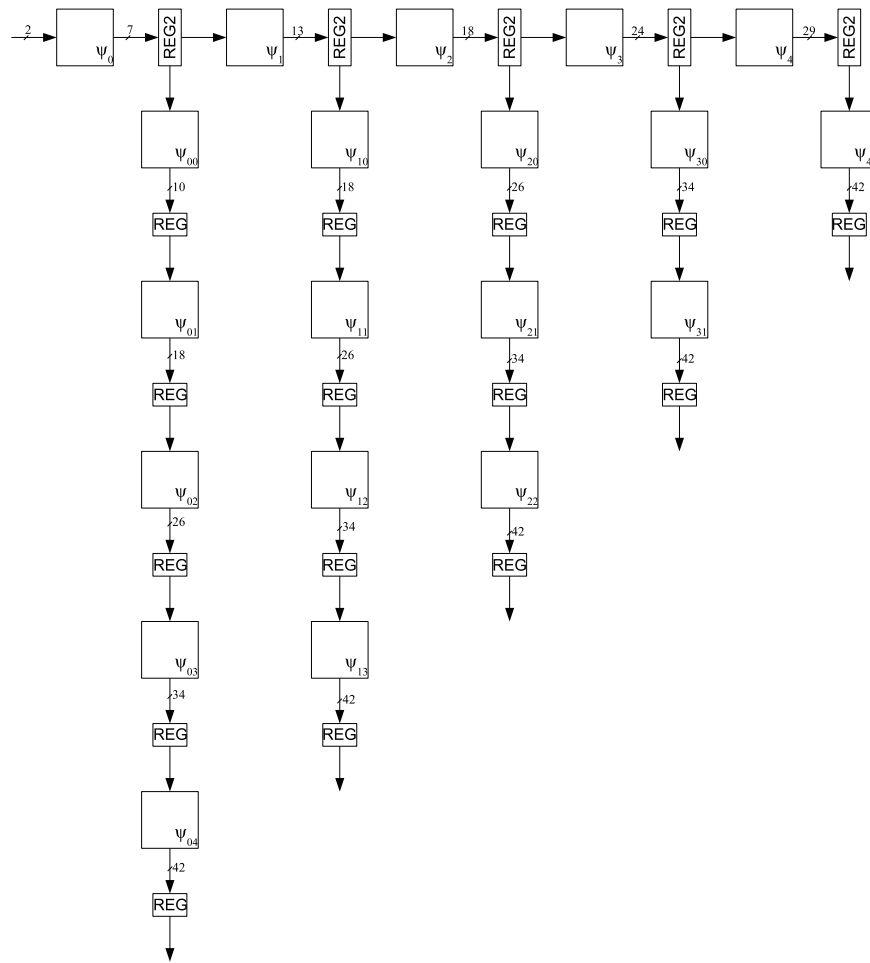 2 7 13 18 24 29
REG2 REG2 REG2 REG2 REG2
ψ0 ψ1 ψ2 ψ3 ψ4
ψ00 ψ10 ψ20 ψ30 ψ4
10 18 26 34 42
REG REG REG REG REG
ψ01 ψ11 ψ21 ψ31
18 26 34 42
REG REG REG REG
ψ02 ψ12 ψ22
26 34 42
REG REG REG
ψ03 ψ13
34 42
REG REG
ψ04
42
REG